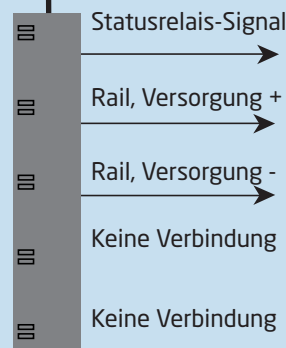 Statusrelais-Signal
Rail, Versorgung +
Rail, Versorgung -
Keine Verbindung
Keine Verbindung